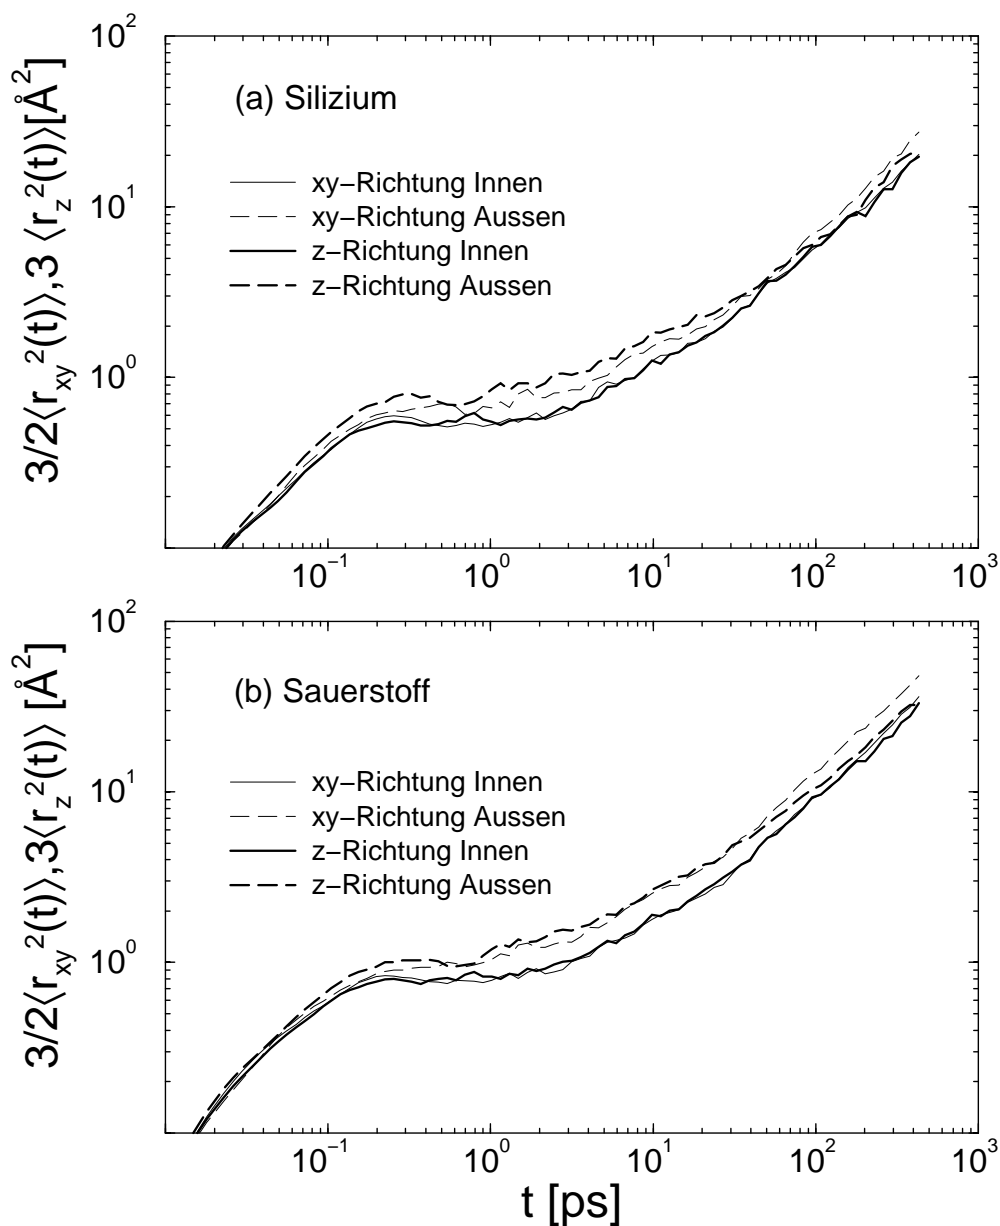 10²
3/2⟨r_xy²(t)⟩,3 ⟨r_z²(t)⟩[Å²]
(a) Silizium
xy−Richtung Innen
xy−Richtung Aussen
z−Richtung Innen
z−Richtung Aussen
10¹
10⁰
10⁻¹ 10⁰ 10¹ 10² 10³
10²
3/2⟨r_xy²(t)⟩,3⟨r_z²(t)⟩ [Å²]
(b) Sauerstoff
xy−Richtung Innen
xy−Richtung Aussen
z−Richtung Innen
z−Richtung Aussen
10¹
10⁰
10⁻¹ 10⁰ 10¹ 10² 10³
t [ps]